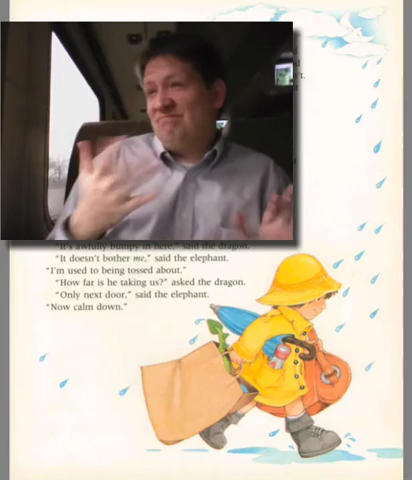 "It's awfully bumpy in here," said the dragon.
"It doesn't bother me," said the elephant.
"I'm used to being tossed about."
"How far is he taking us?" asked the dragon.
"Only next door," said the elephant.
"Now calm down."